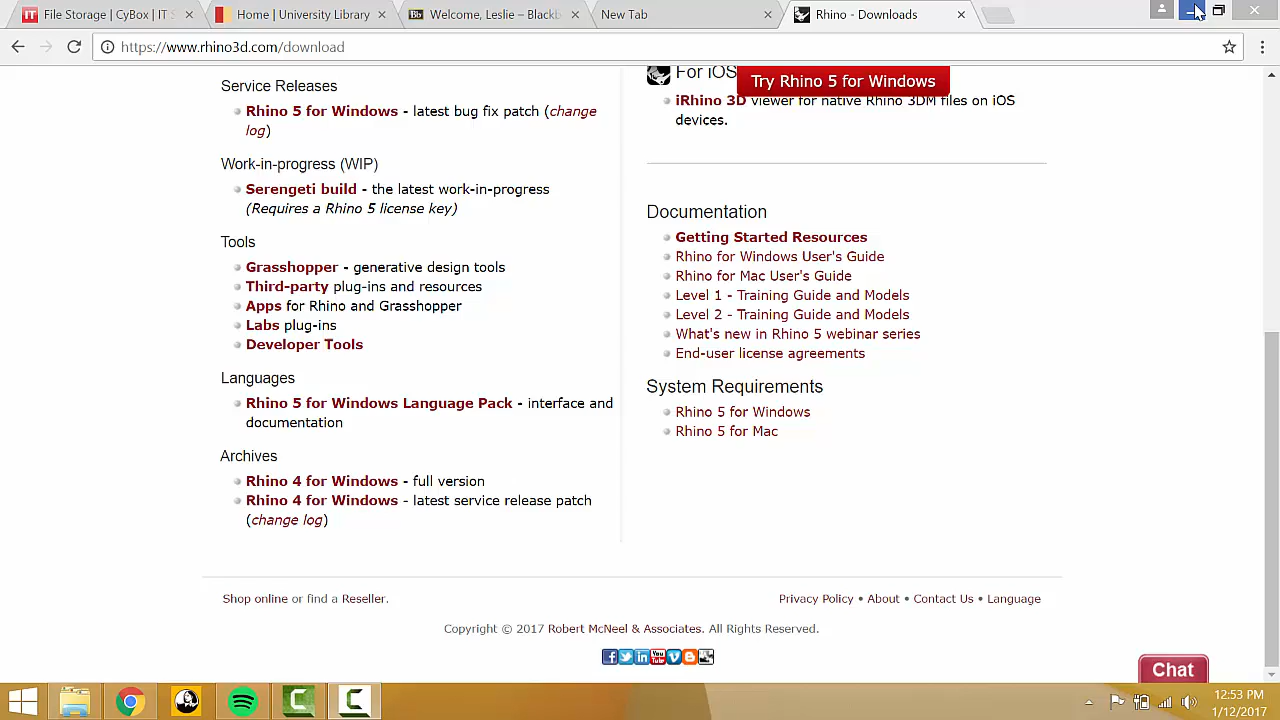 File Storage | CyBox | IT S
Home | University Library
Bb Welcome, Leslie – Blackb
New Tab
Rhino - Downloads
https://www.rhino3d.com/download
Service Releases
Rhino 5 for Windows - latest bug fix patch (change
log)
Work-in-progress (WIP)
Serengeti build - the latest work-in-progress
(Requires a Rhino 5 license key)
Tools
Grasshopper - generative design tools
Third-party plug-ins and resources
Apps for Rhino and Grasshopper
Labs plug-ins
Developer Tools
Languages
Rhino 5 for Windows Language Pack - interface and
documentation
Archives
Rhino 4 for Windows - full version
Rhino 4 for Windows - latest service release patch
(change log)
For iOS
Try Rhino 5 for Windows
iRhino 3D viewer for native Rhino 3DM files on iOS
devices.
Documentation
Getting Started Resources
Rhino for Windows User's Guide
Rhino for Mac User's Guide
Level 1 - Training Guide and Models
Level 2 - Training Guide and Models
What's new in Rhino 5 webinar series
End-user license agreements
System Requirements
Rhino 5 for Windows
Rhino 5 for Mac
Shop online or find a Reseller.
Privacy Policy • About • Contact Us • Language
Copyright © 2017 Robert McNeel & Associates. All Rights Reserved.
Chat
12:53 PM
1/12/2017